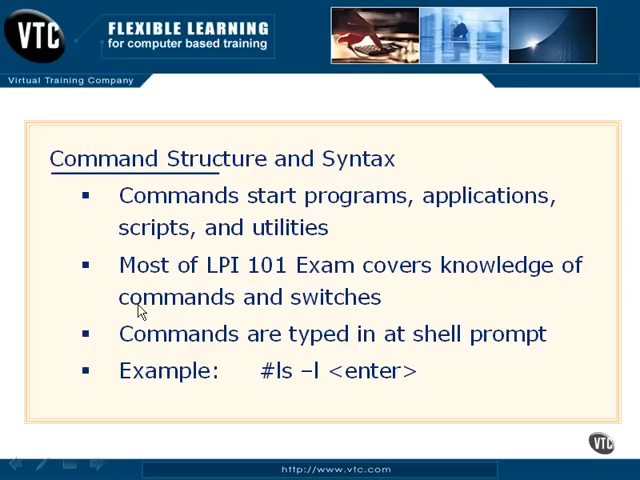 VTC
FLEXIBLE LEARNING
for computer based training
Virtual Training Company
Command Structure and Syntax
▪ Commands start programs, applications,
scripts, and utilities
▪ Most of LPI 101 Exam covers knowledge of
commands and switches
▪ Commands are typed in at shell prompt
▪ Example: #ls –l <enter>
VTC
http://www.vtc.com